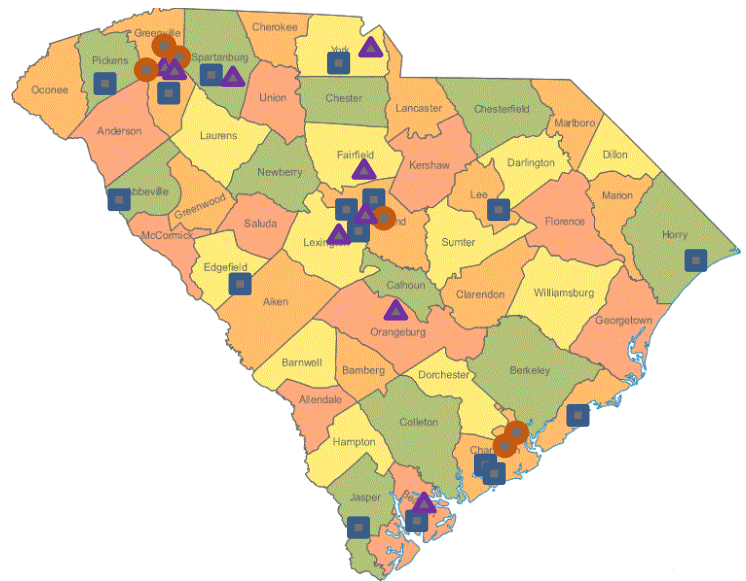 Greenville
Cherokee
York
Spartanburg
Pickens
Oconee
Union
Chester
Lancaster
Chesterfield
Marlboro
Anderson
Laurens
Dillon
Fairfield
Kershaw
Darlington
Newberry
Lee
Marion
Greenwood
Saluda
Florence
McCormick
Horry
Lexington
Sumter
Edgefield
Calhoun
Clarendon
Williamsburg
Aiken
Georgetown
Orangeburg
Barnwell
Bamberg
Dorchester
Berkeley
Allendale
Colleton
Hampton
Jasper